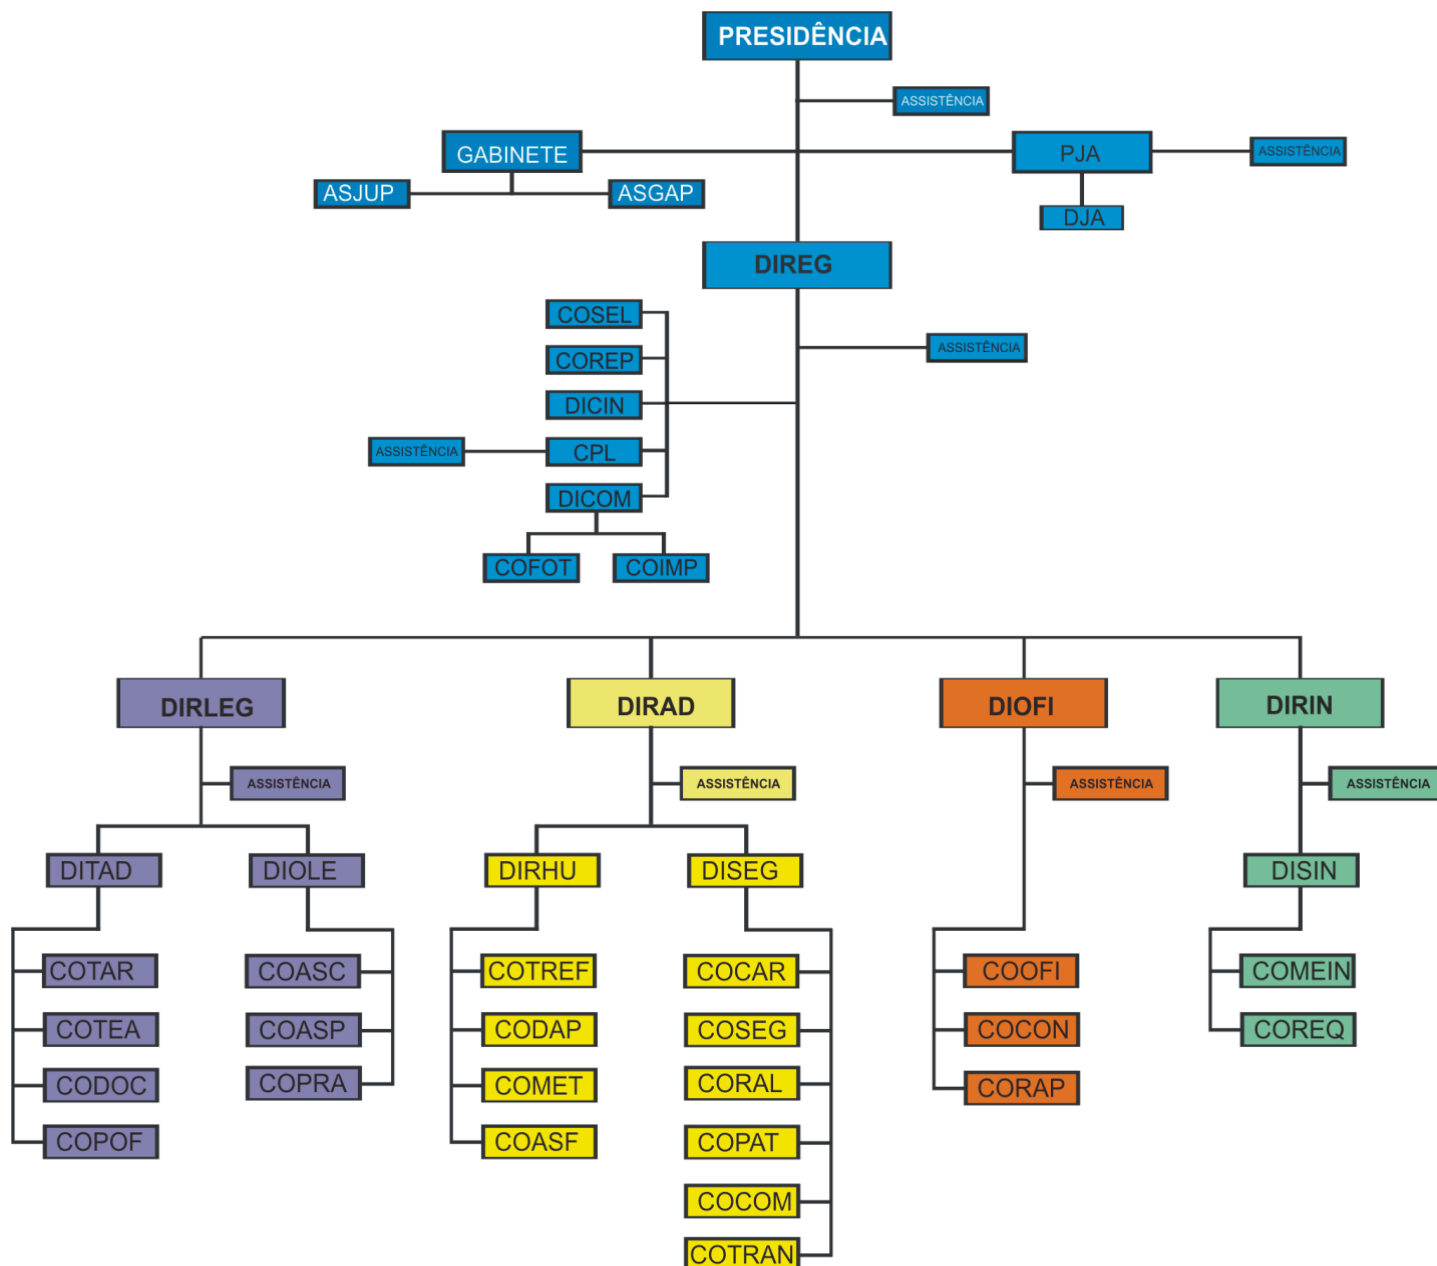 PRESIDÊNCIA
ASSISTÊNCIA
GABINETE
PJA
ASSISTÊNCIA
ASJUP
ASGAP
DJA
DIREG
COSEL
ASSISTÊNCIA
COREP
DICIN
ASSISTÊNCIA
CPL
DICOM
COFOT
COIMP
DIRLEG
DIRAD
DIOFI
DIRIN
ASSISTÊNCIA
ASSISTÊNCIA
ASSISTÊNCIA
ASSISTÊNCIA
DITAD
DIOLE
DIRHU
DISEG
DISIN
COTAR
COASC
COTREF
COCAR
COOFI
COMEIN
COTEA
COASP
CODAP
COSEG
COCON
COREQ
CODOC
COPRA
COMET
CORAL
CORAP
COPOF
COASF
COPAT
COCOM
COTRAN